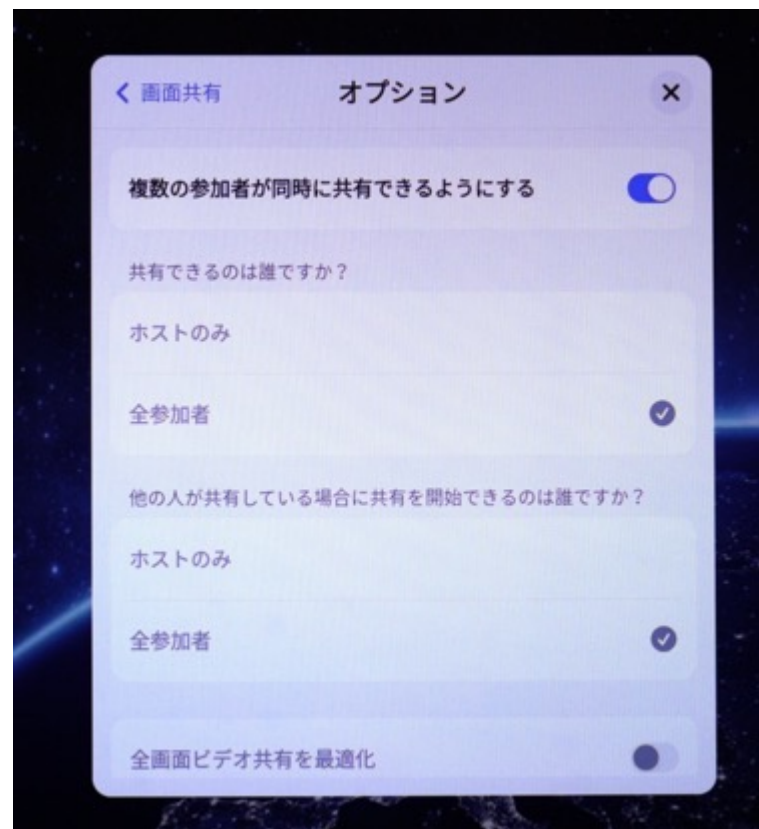 画面共有
オプション
複数の参加者が同時に共有できるようにする
共有できるのは誰ですか？
ホストのみ
全参加者
他の人が共有している場合に共有を開始できるのは誰ですか？
ホストのみ
全参加者
全画面ビデオ共有を最適化